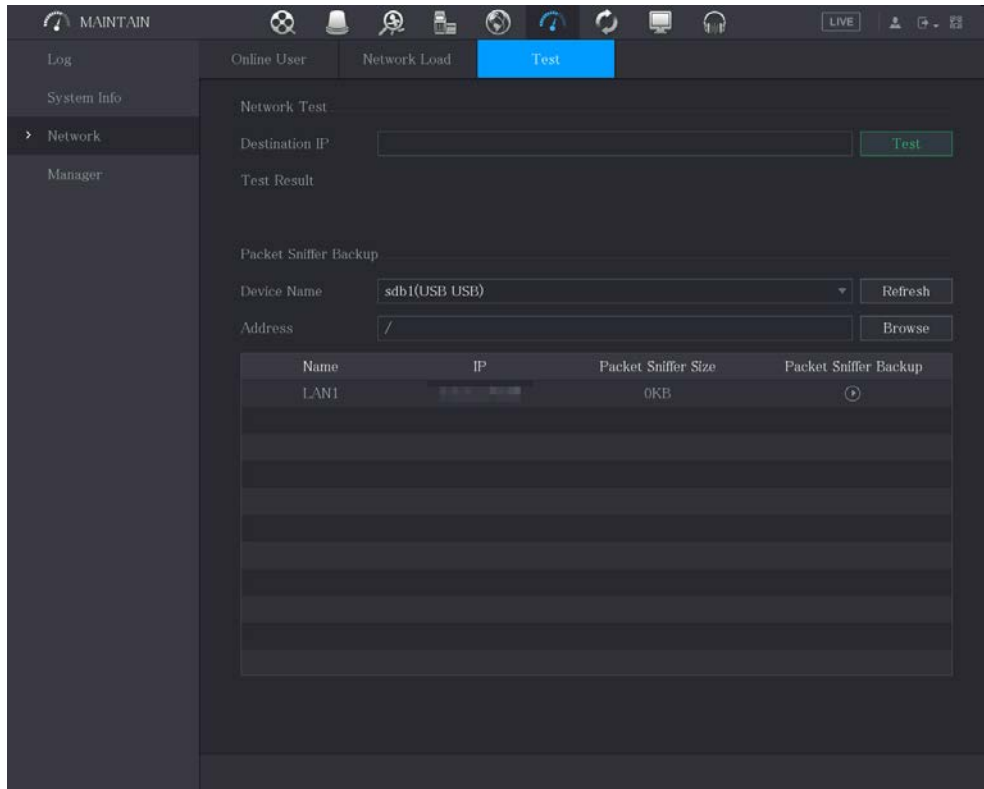 MAINTAIN LIVE
Log
System Info
Network
Manager
Online User Network Load Test
Network Test
Destination IP Test
Test Result
Packet Sniffer Backup
Device Name sdb1(USB USB) Refresh
Address / Browse
Name IP Packet Sniffer Size Packet Sniffer Backup
LAN1 0KB